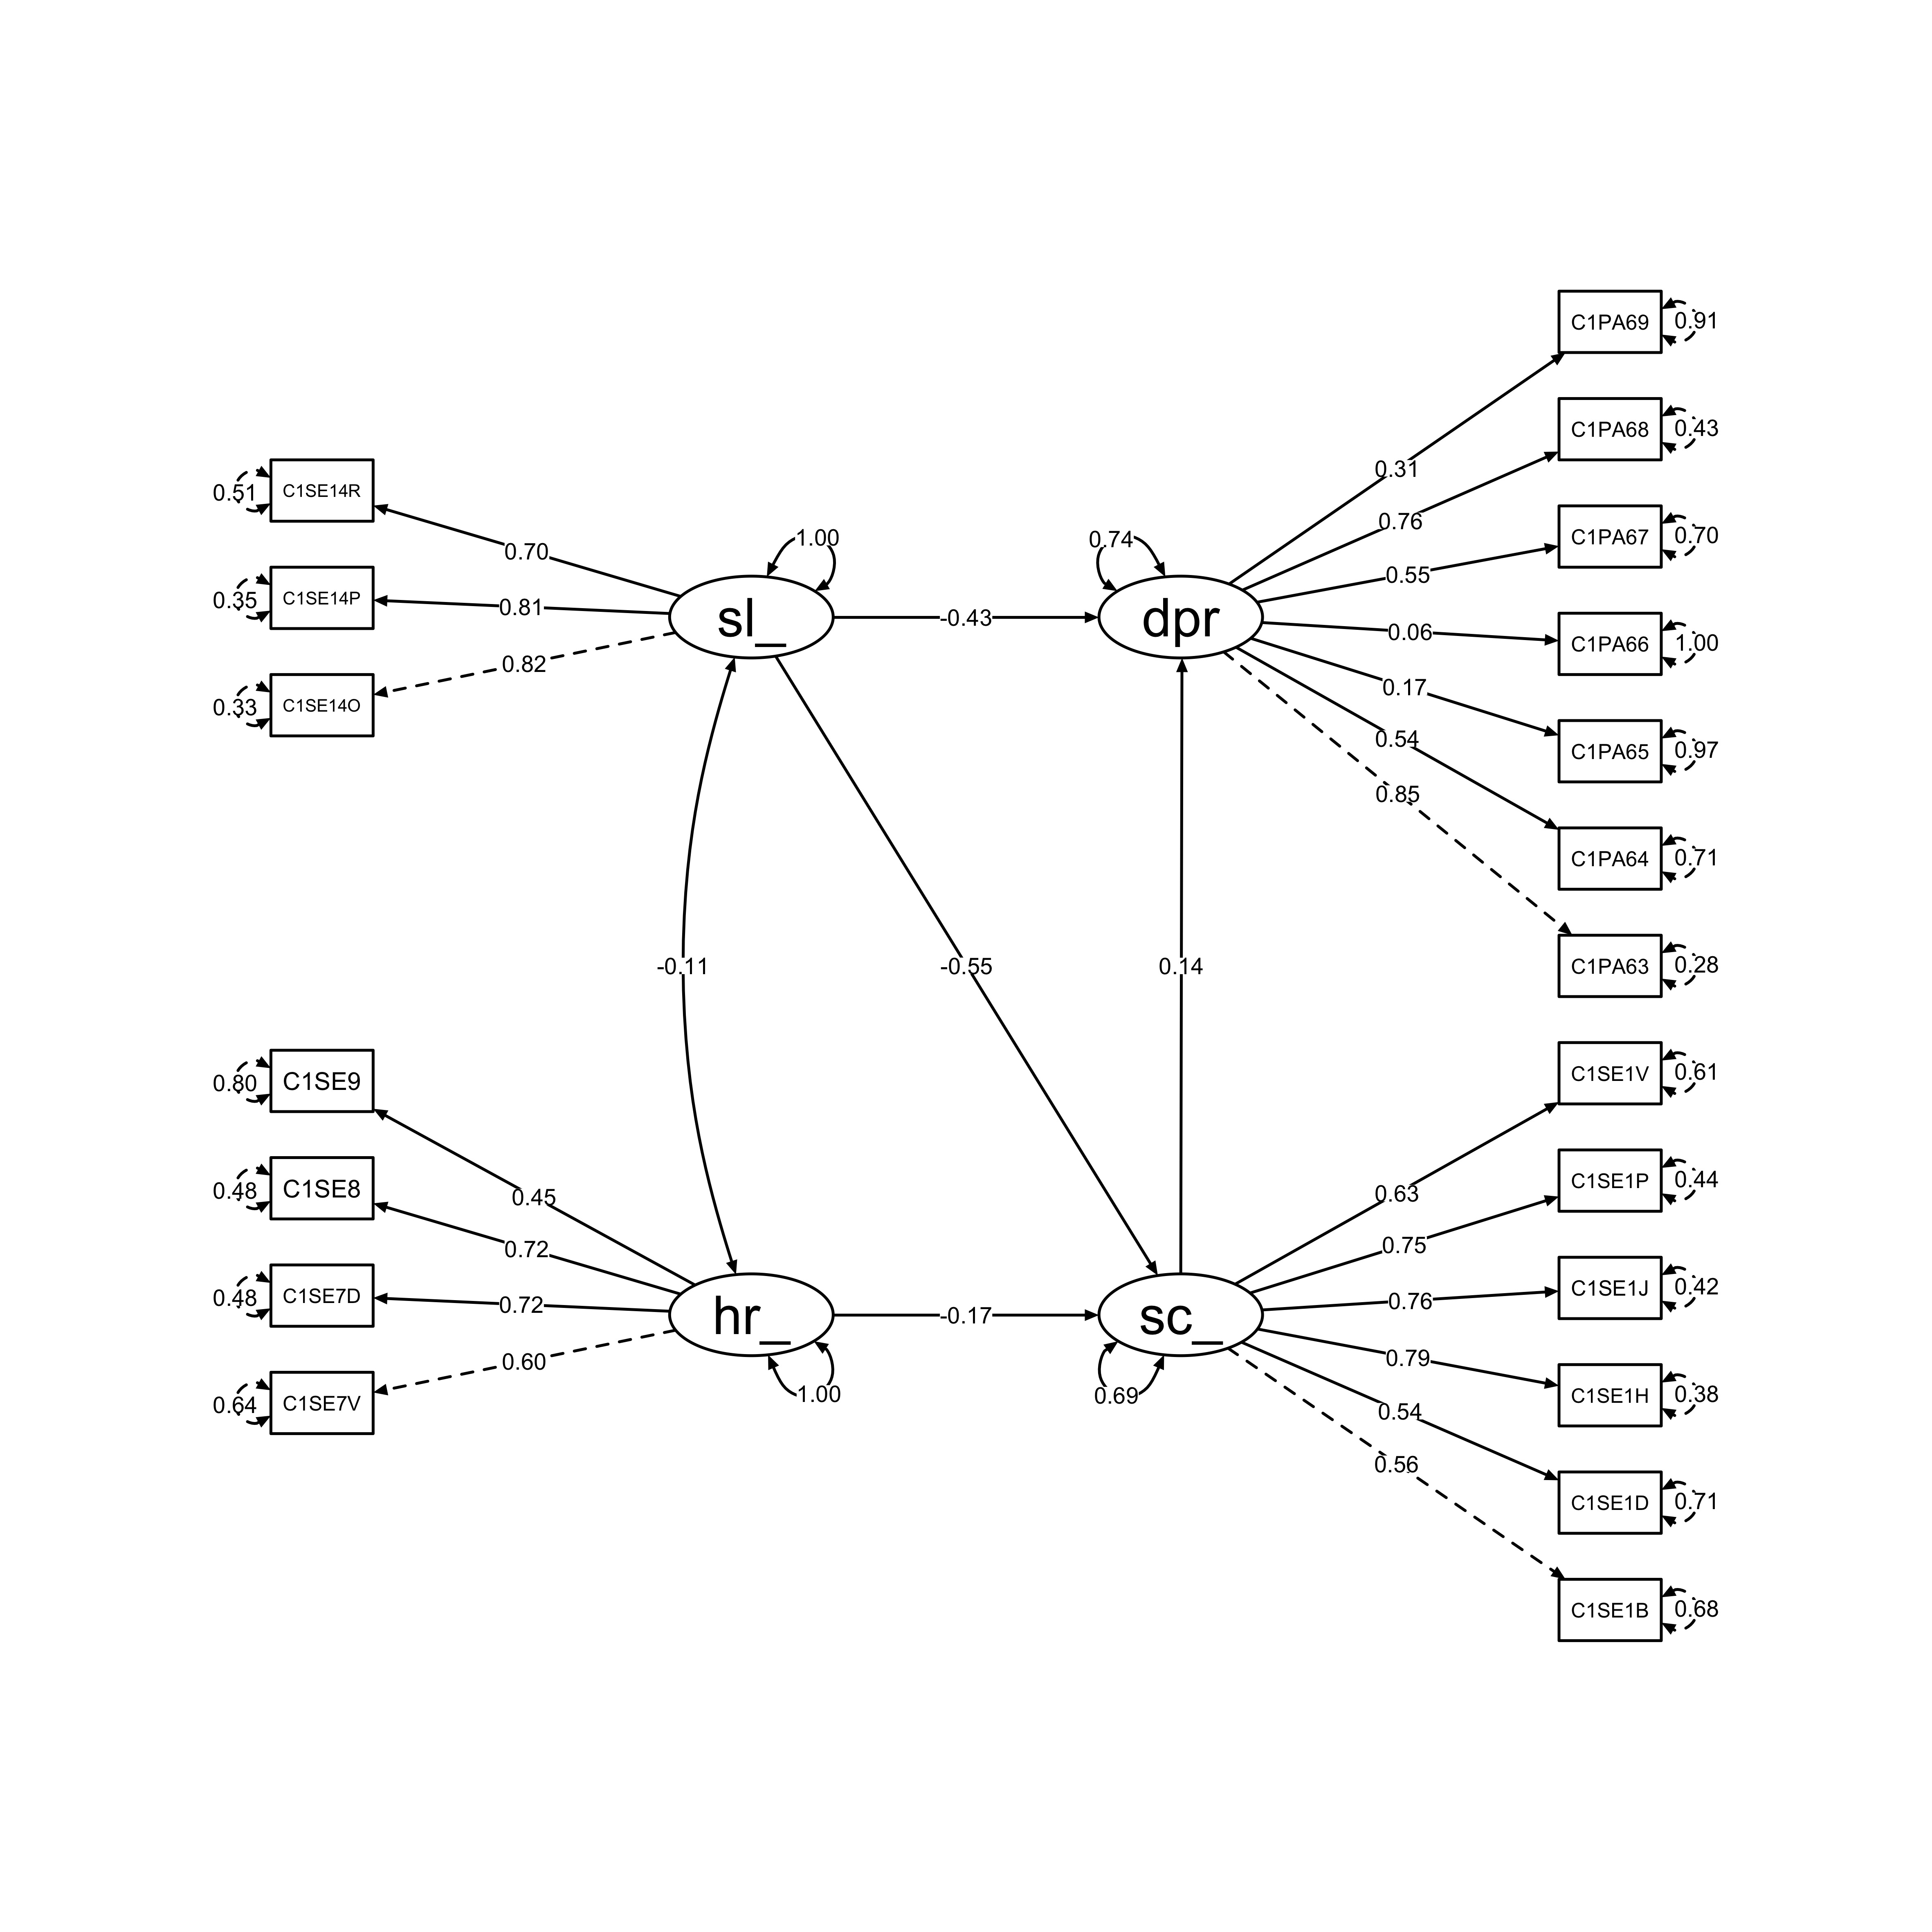 0.91
C1PA69
0.43
C1PA68
0.31
0.51
C1SE14R
0.76
0.70
C1PA67
1.00
0.74
0.70
0.55
0.35
C1SE14P
0.81
sl_
-0.43
dpr
0.06
1.00
C1PA66
0.82
0.17
0.33
C1SE14O
0.54
0.97
C1PA65
0.85
0.71
C1PA64
-0.11
-0.55
0.14
0.28
C1PA63
0.80
C1SE9
0.61
C1SE1V
0.48
C1SE8
0.45
0.63
0.44
C1SE1P
0.72
0.75
0.48
C1SE7D
0.72
hr_
-0.17
sc_
0.76
0.42
C1SE1J
0.60
0.79
0.64
C1SE7V
1.00
0.69
0.54
0.38
C1SE1H
0.56
0.71
C1SE1D
0.68
C1SE1B